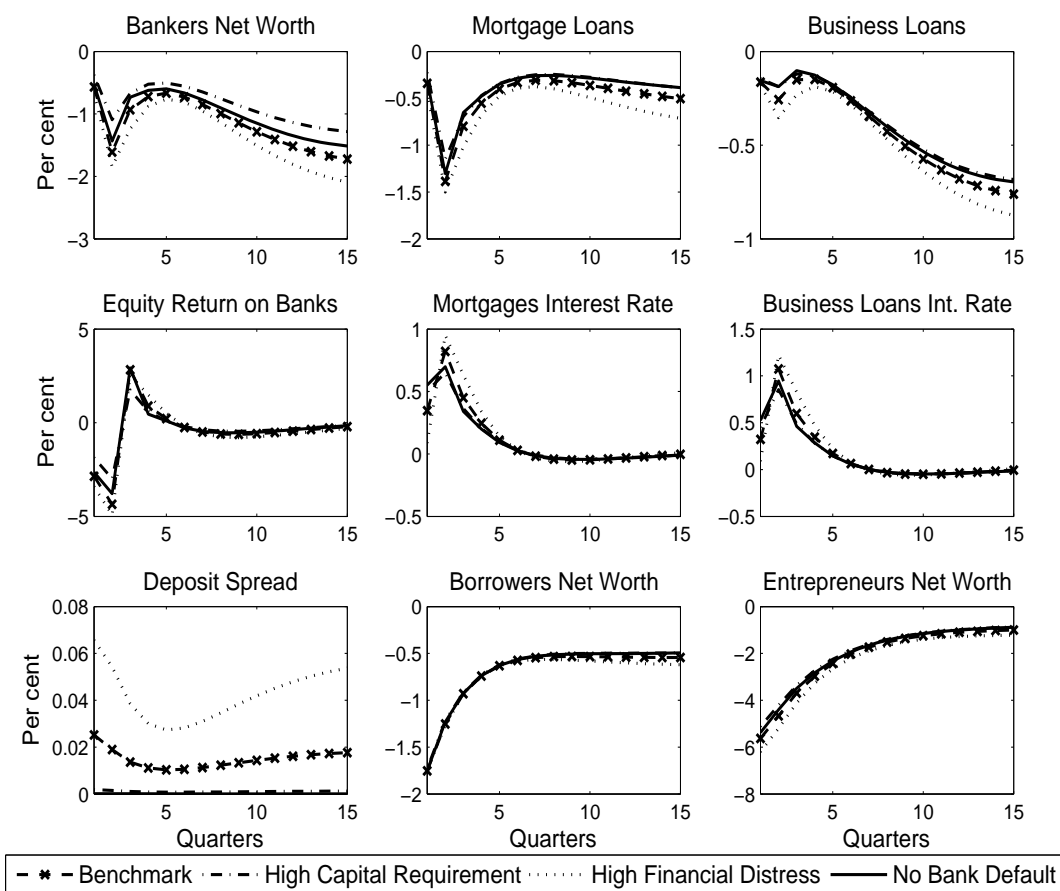 Bankers Net Worth
Mortgage Loans
Business Loans
Per cent
0
−1
−2
−3
5 10 15
0
−0.5
−1
−1.5
−2
5 10 15
0
−0.5
−1
5 10 15
Equity Return on Banks
Mortgages Interest Rate
Business Loans Int. Rate
Per cent
5
0
−5
5 10 15
1
0.5
0
−0.5
5 10 15
1.5
1
0.5
0
−0.5
5 10 15
Deposit Spread
Borrowers Net Worth
Entrepreneurs Net Worth
Per cent
0.08
0.06
0.04
0.02
0
5 10 15
Quarters
0
−0.5
−1
−1.5
−2
5 10 15
Quarters
0
−2
−4
−6
−8
5 10 15
Quarters
Benchmark High Capital Requirement High Financial Distress No Bank Default